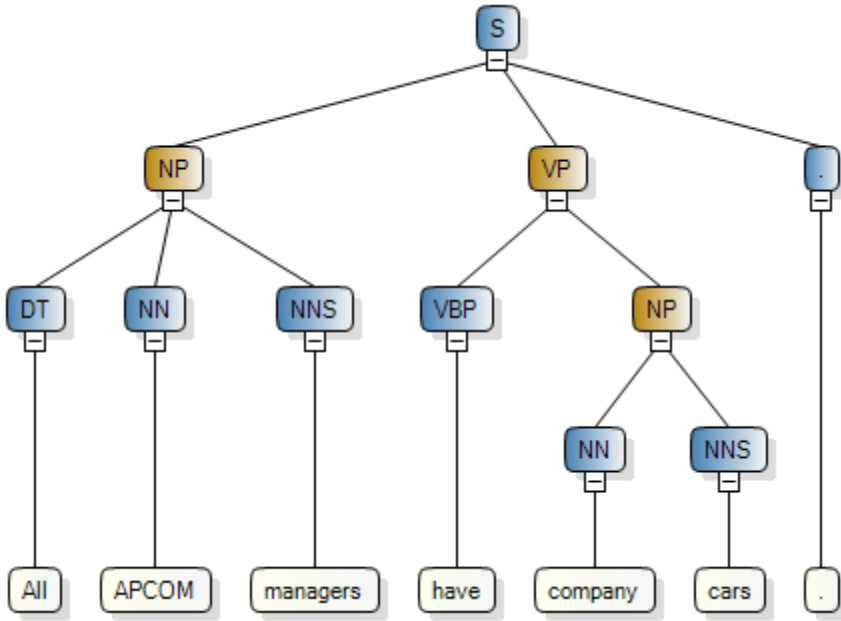 S
NP VP .
DT NN NNS VBP NP
NN NNS
All APCOM managers have company cars .